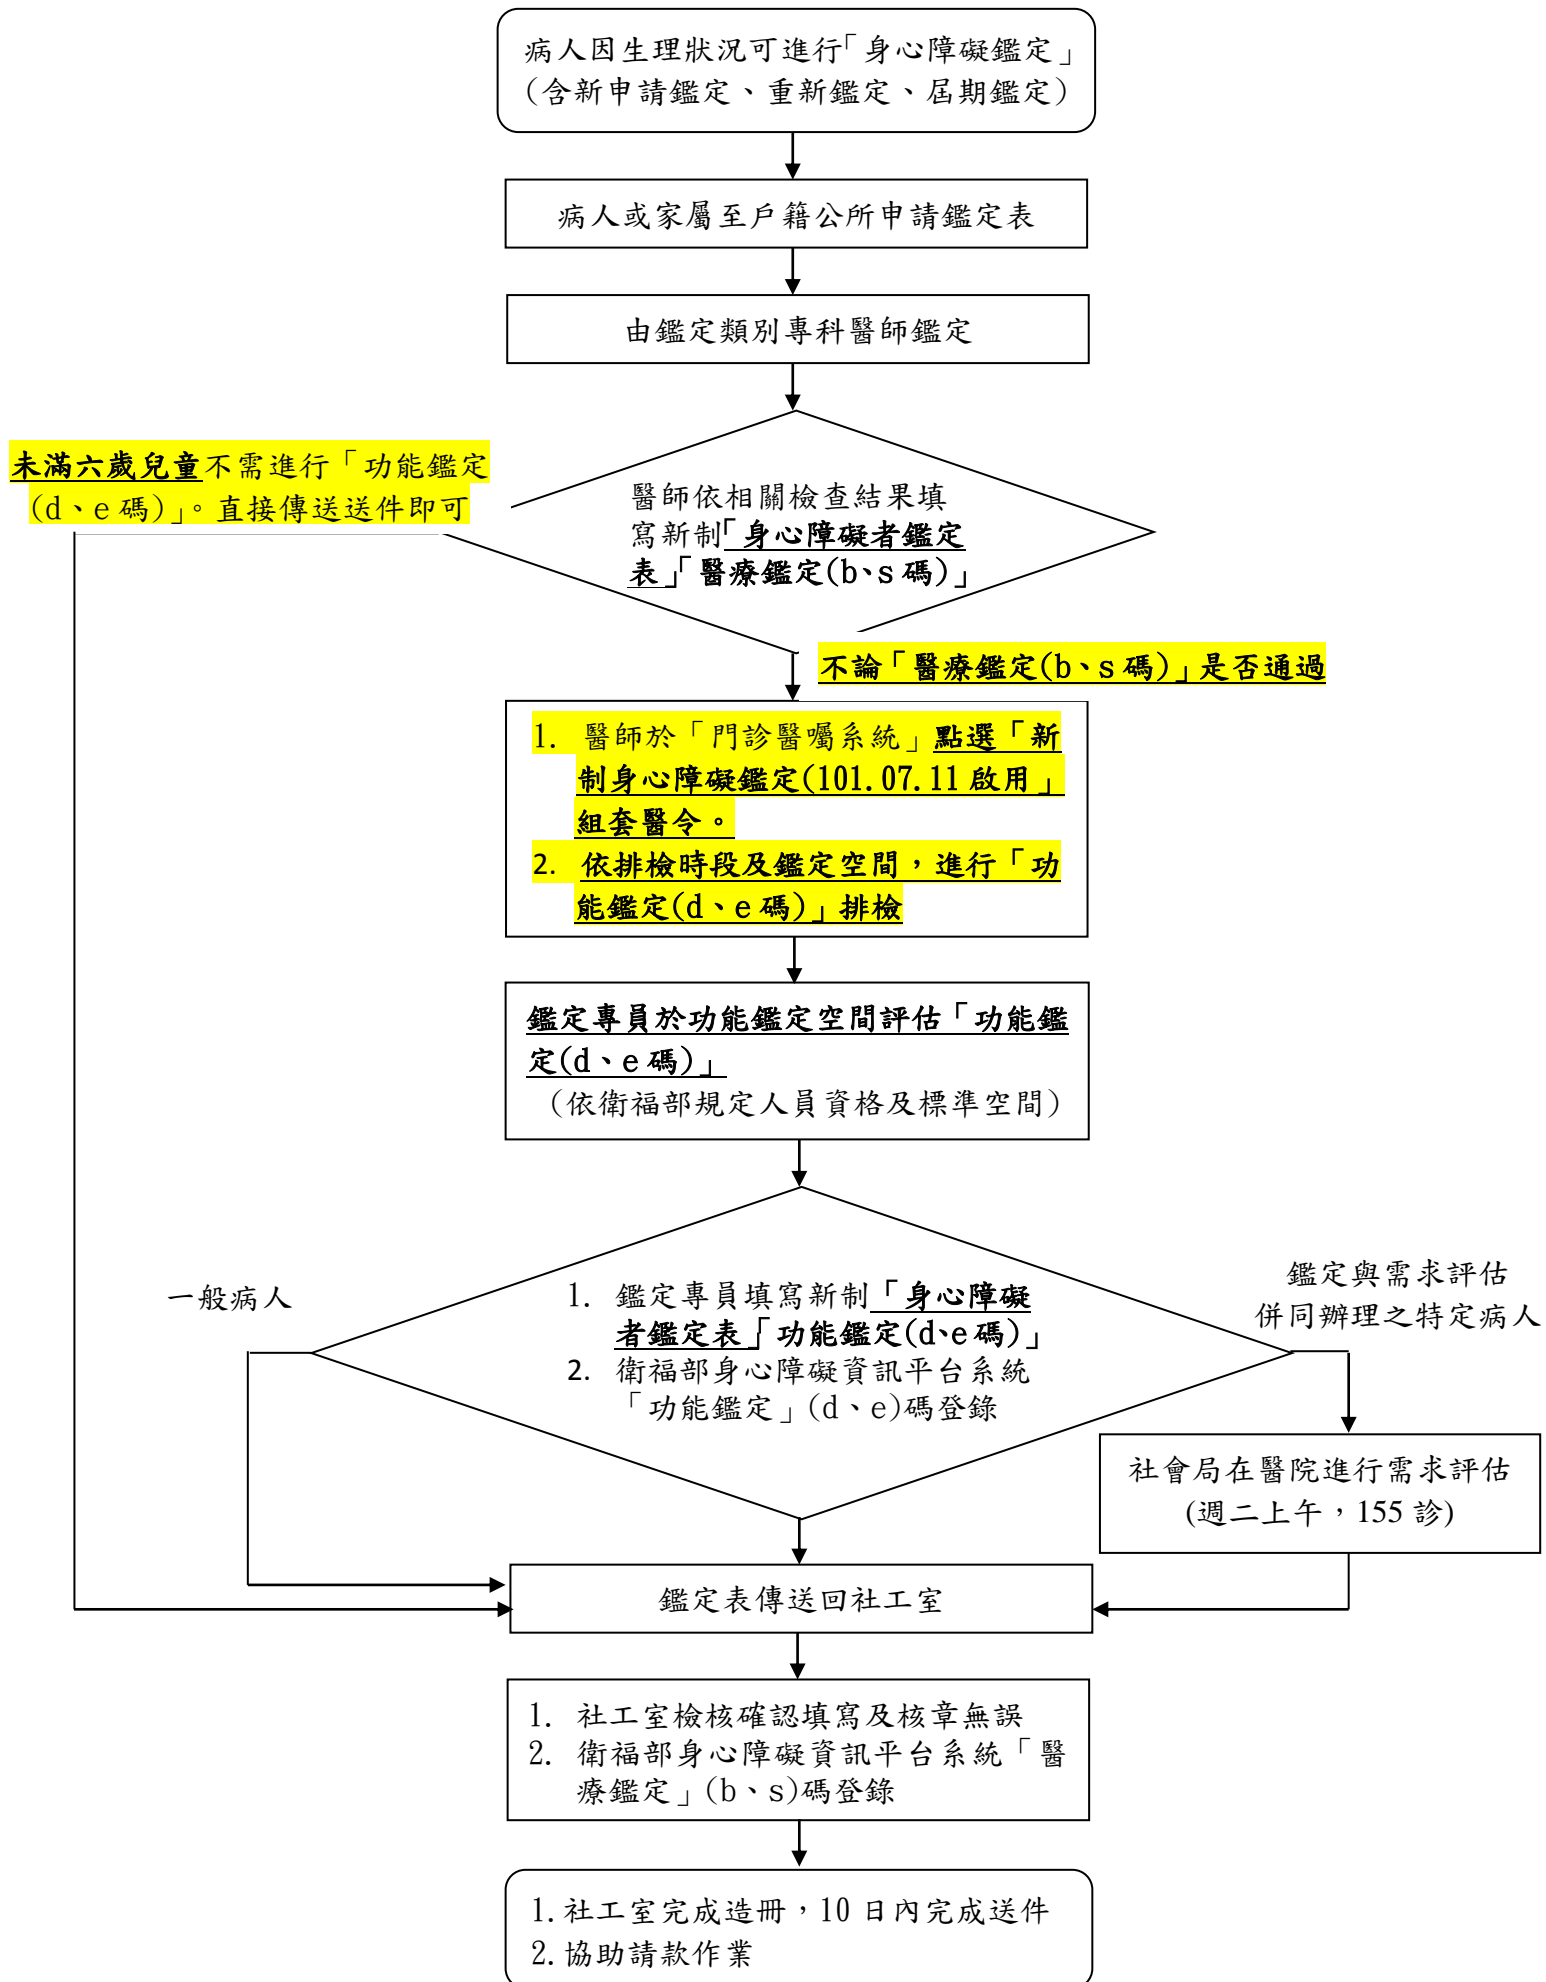 病人因生理狀況可進行「身心障礙鑑定」
（含新申請鑑定、重新鑑定、屆期鑑定）
病人或家屬至戶籍公所申請鑑定表
由鑑定類別專科醫師鑑定
未滿六歲兒童不需進行「功能鑑定
(d、e 碼)」。直接傳送送件即可
醫師依相關檢查結果填
寫新制「身心障礙者鑑定
表」「醫療鑑定(b、s 碼)」
不論「醫療鑑定(b、s 碼)」是否通過
1. 醫師於「門診醫囑系統」點選「新
制身心障礙鑑定(101.07.11 啟用」
組套醫令。
2. 依排檢時段及鑑定空間，進行「功
能鑑定(d、e 碼)」排檢
鑑定專員於功能鑑定空間評估「功能鑑
定(d、e 碼)」
（依衛福部規定人員資格及標準空間）
一般病人
1. 鑑定專員填寫新制「身心障礙
者鑑定表」「功能鑑定(d、e 碼)」
2. 衛福部身心障礙資訊平台系統
「功能鑑定」(d、e)碼登錄
鑑定與需求評估
併同辦理之特定病人
社會局在醫院進行需求評估
(週二上午，155 診)
鑑定表傳送回社工室
1. 社工室檢核確認填寫及核章無誤
2. 衛福部身心障礙資訊平台系統「醫
療鑑定」(b、s)碼登錄
1.社工室完成造冊，10 日內完成送件
2.協助請款作業